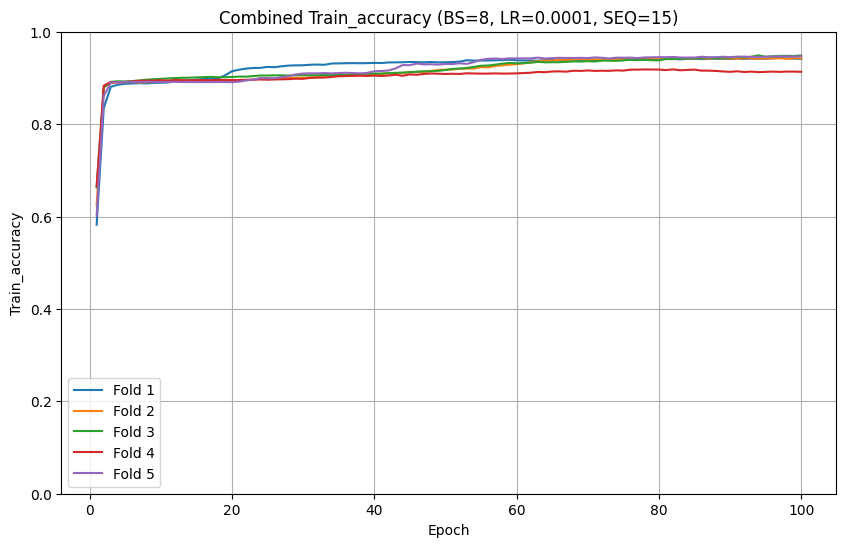 Combined Train_accuracy (BS=8, LR=0.0001, SEQ=15)
Train_accuracy
1.0
0.8
0.6
0.4
0.2
0.0
Fold 1
Fold 2
Fold 3
Fold 4
Fold 5
0 20 40 60 80 100
Epoch